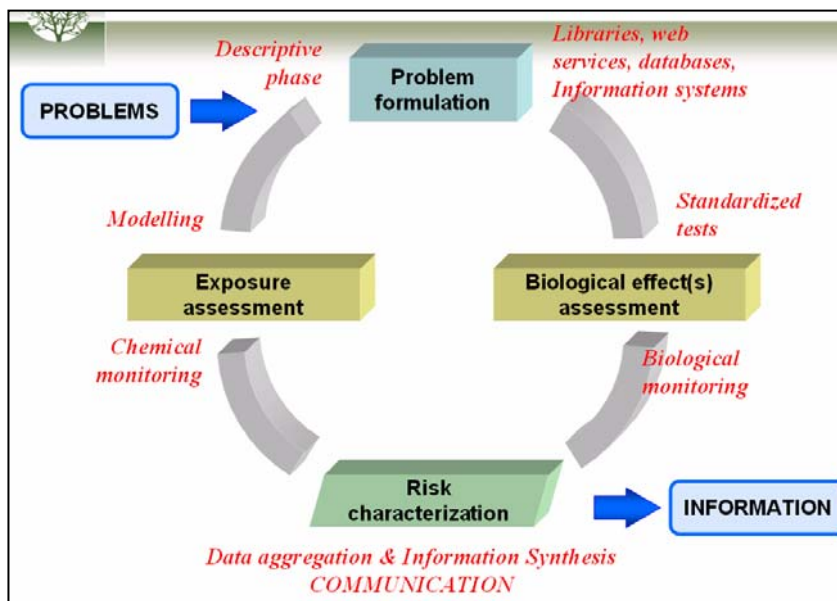 Descriptive
phase
Problem
formulation
Libraries, web
services, databases,
Information systems
PROBLEMS
Modelling
Standardized
tests
Exposure
assessment
Biological effect(s)
assessment
Chemical
monitoring
Biological
monitoring
Risk
characterization
INFORMATION
Data aggregation & Information Synthesis
COMMUNICATION